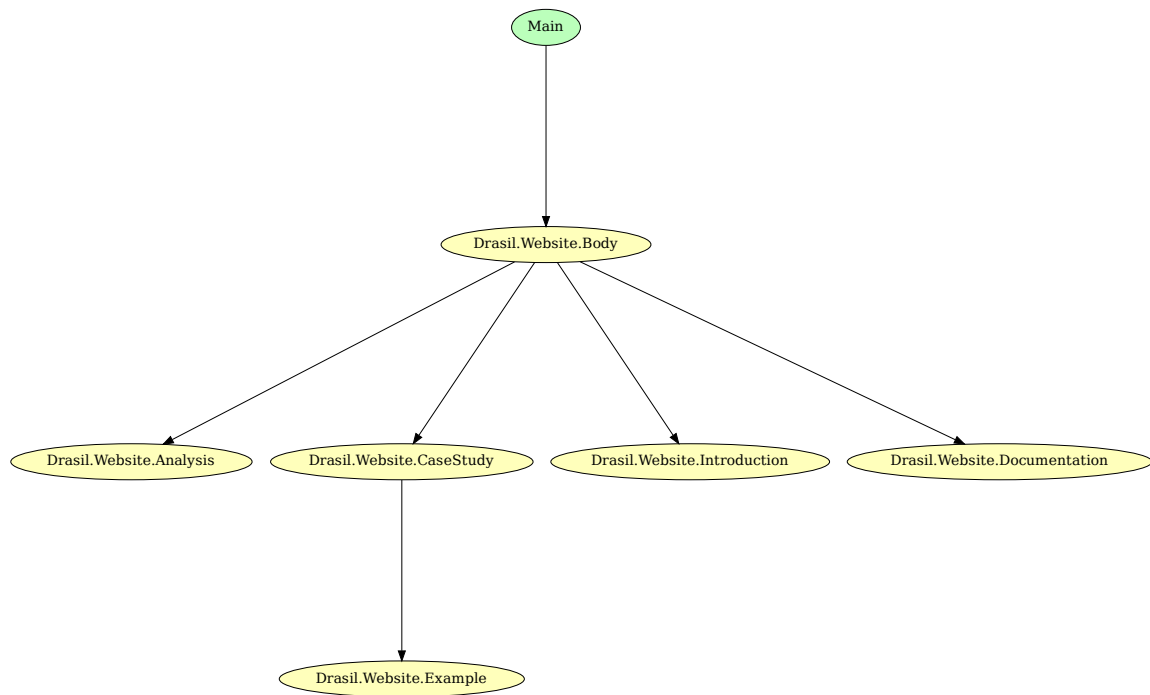 Main
Drasil.Website.Body
Drasil.Website.Analysis
Drasil.Website.CaseStudy
Drasil.Website.Introduction
Drasil.Website.Documentation
Drasil.Website.Example